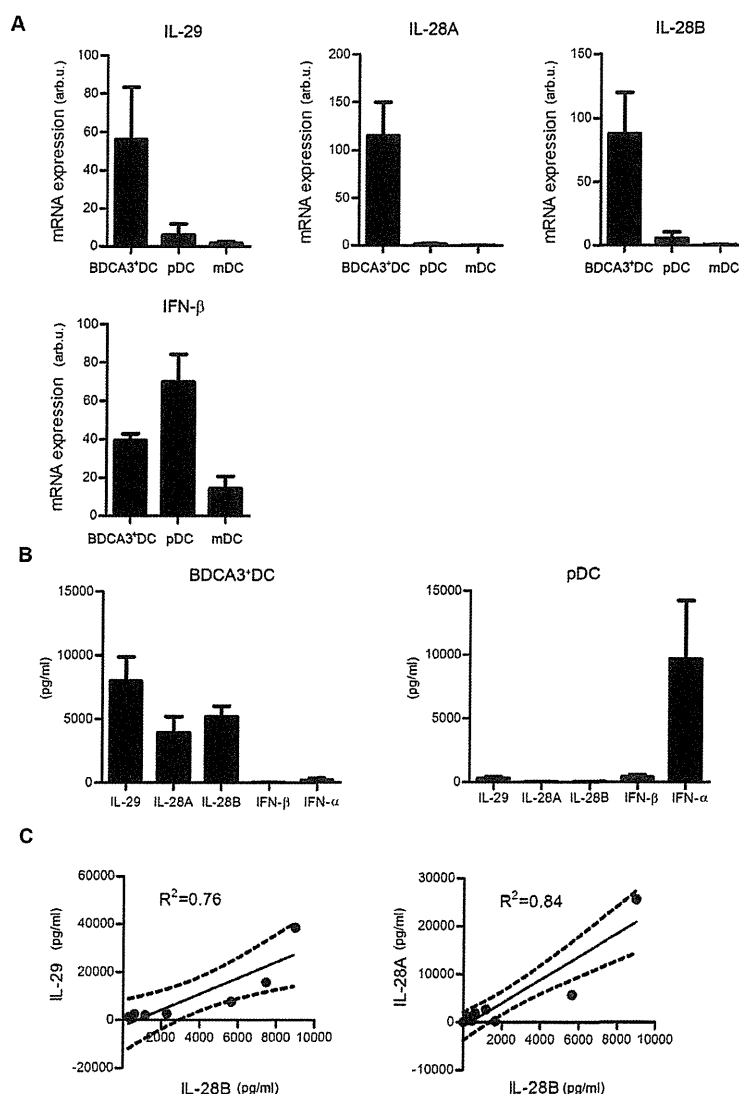 A
IL-29
mRNA expression (arb.u.)
100
80
60
40
20
0
BDCA3⁺DC pDC mDC
IL-28A
mRNA expression (arb.u.)
200
150
100
50
0
BDCA3⁺DC pDC mDC
IL-28B
mRNA expression (arb.u.)
150
100
50
0
BDCA3⁺DC pDC mDC
IFN-β
mRNA expression (arb.u.)
100
80
60
40
20
0
BDCA3⁺DC pDC mDC
B
BDCA3⁺DC
(pg/ml)
15000
10000
5000
0
IL-29 IL-28A IL-28B IFN-β IFN-α
pDC
(pg/ml)
15000
10000
5000
0
IL-29 IL-28A IL-28B IFN-β IFN-α
C
R²=0.76
IL-29 (pg/ml)
60000
40000
20000
0
-20000
2000 4000 6000 8000 10000
IL-28B (pg/ml)
R²=0.84
IL-28A (pg/ml)
30000
20000
10000
0
-10000
2000 4000 6000 8000 10000
IL-28B (pg/ml)